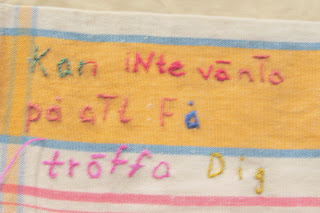 Kan iNte vänTa
på aTT Få
träffa Dig